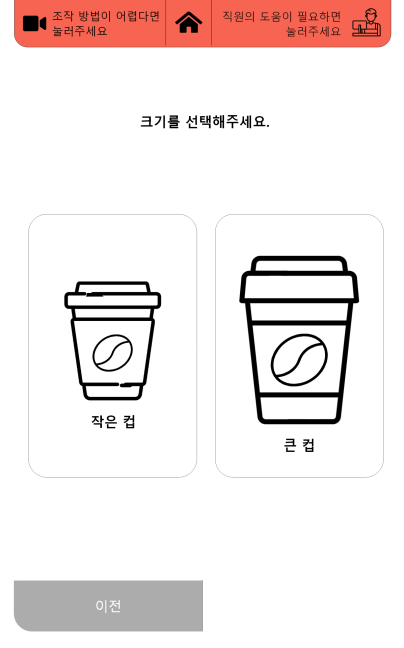 조작 방법이 어렵다면
눌러주세요
직원의 도움이 필요하면
눌러주세요
크기를 선택해주세요.
작은 컵
큰 컵
이전